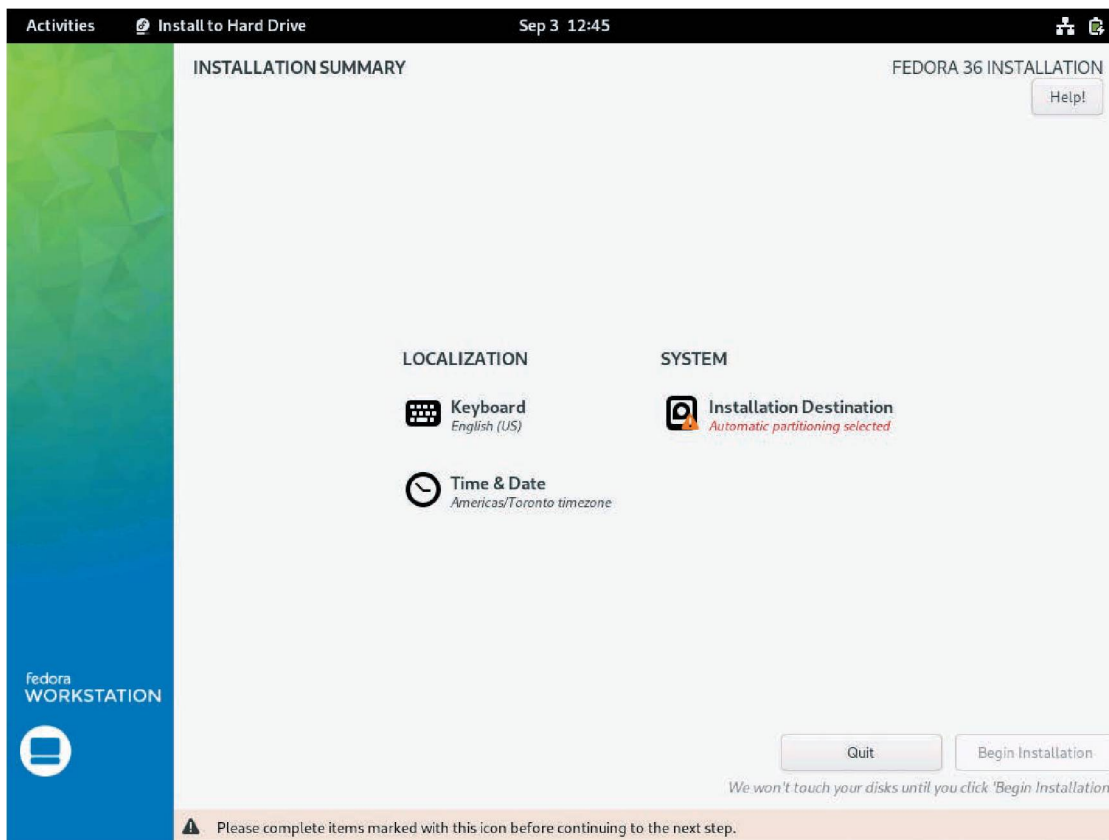 Activities Install to Hard Drive Sep 3 12:45
INSTALLATION SUMMARY FEDORA 36 INSTALLATION
Help!
LOCALIZATION SYSTEM
Keyboard
English (US)
Installation Destination
Automatic partitioning selected
Time & Date
Americas/Toronto timezone
fedora
WORKSTATION
Quit Begin Installation
We won't touch your disks until you click 'Begin Installation
Please complete items marked with this icon before continuing to the next step.